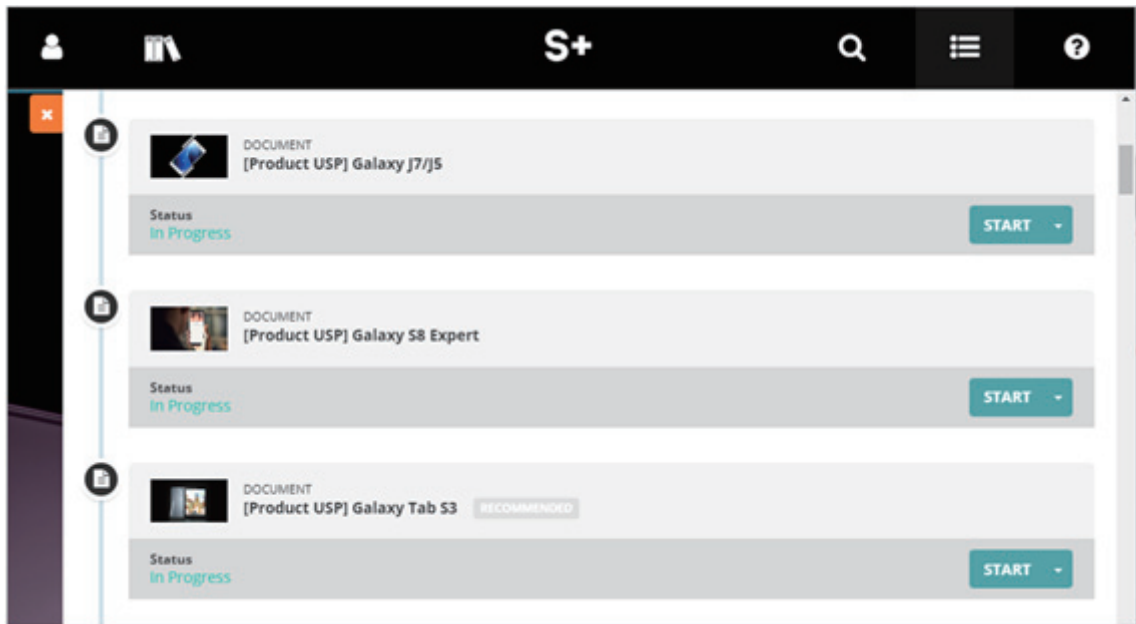 S+
DOCUMENT
[Product USP] Galaxy J7/J5
Status
In Progress
START
DOCUMENT
[Product USP] Galaxy S8 Expert
Status
In Progress
START
DOCUMENT
[Product USP] Galaxy Tab S3 RECOMMENDED
Status
In Progress
START